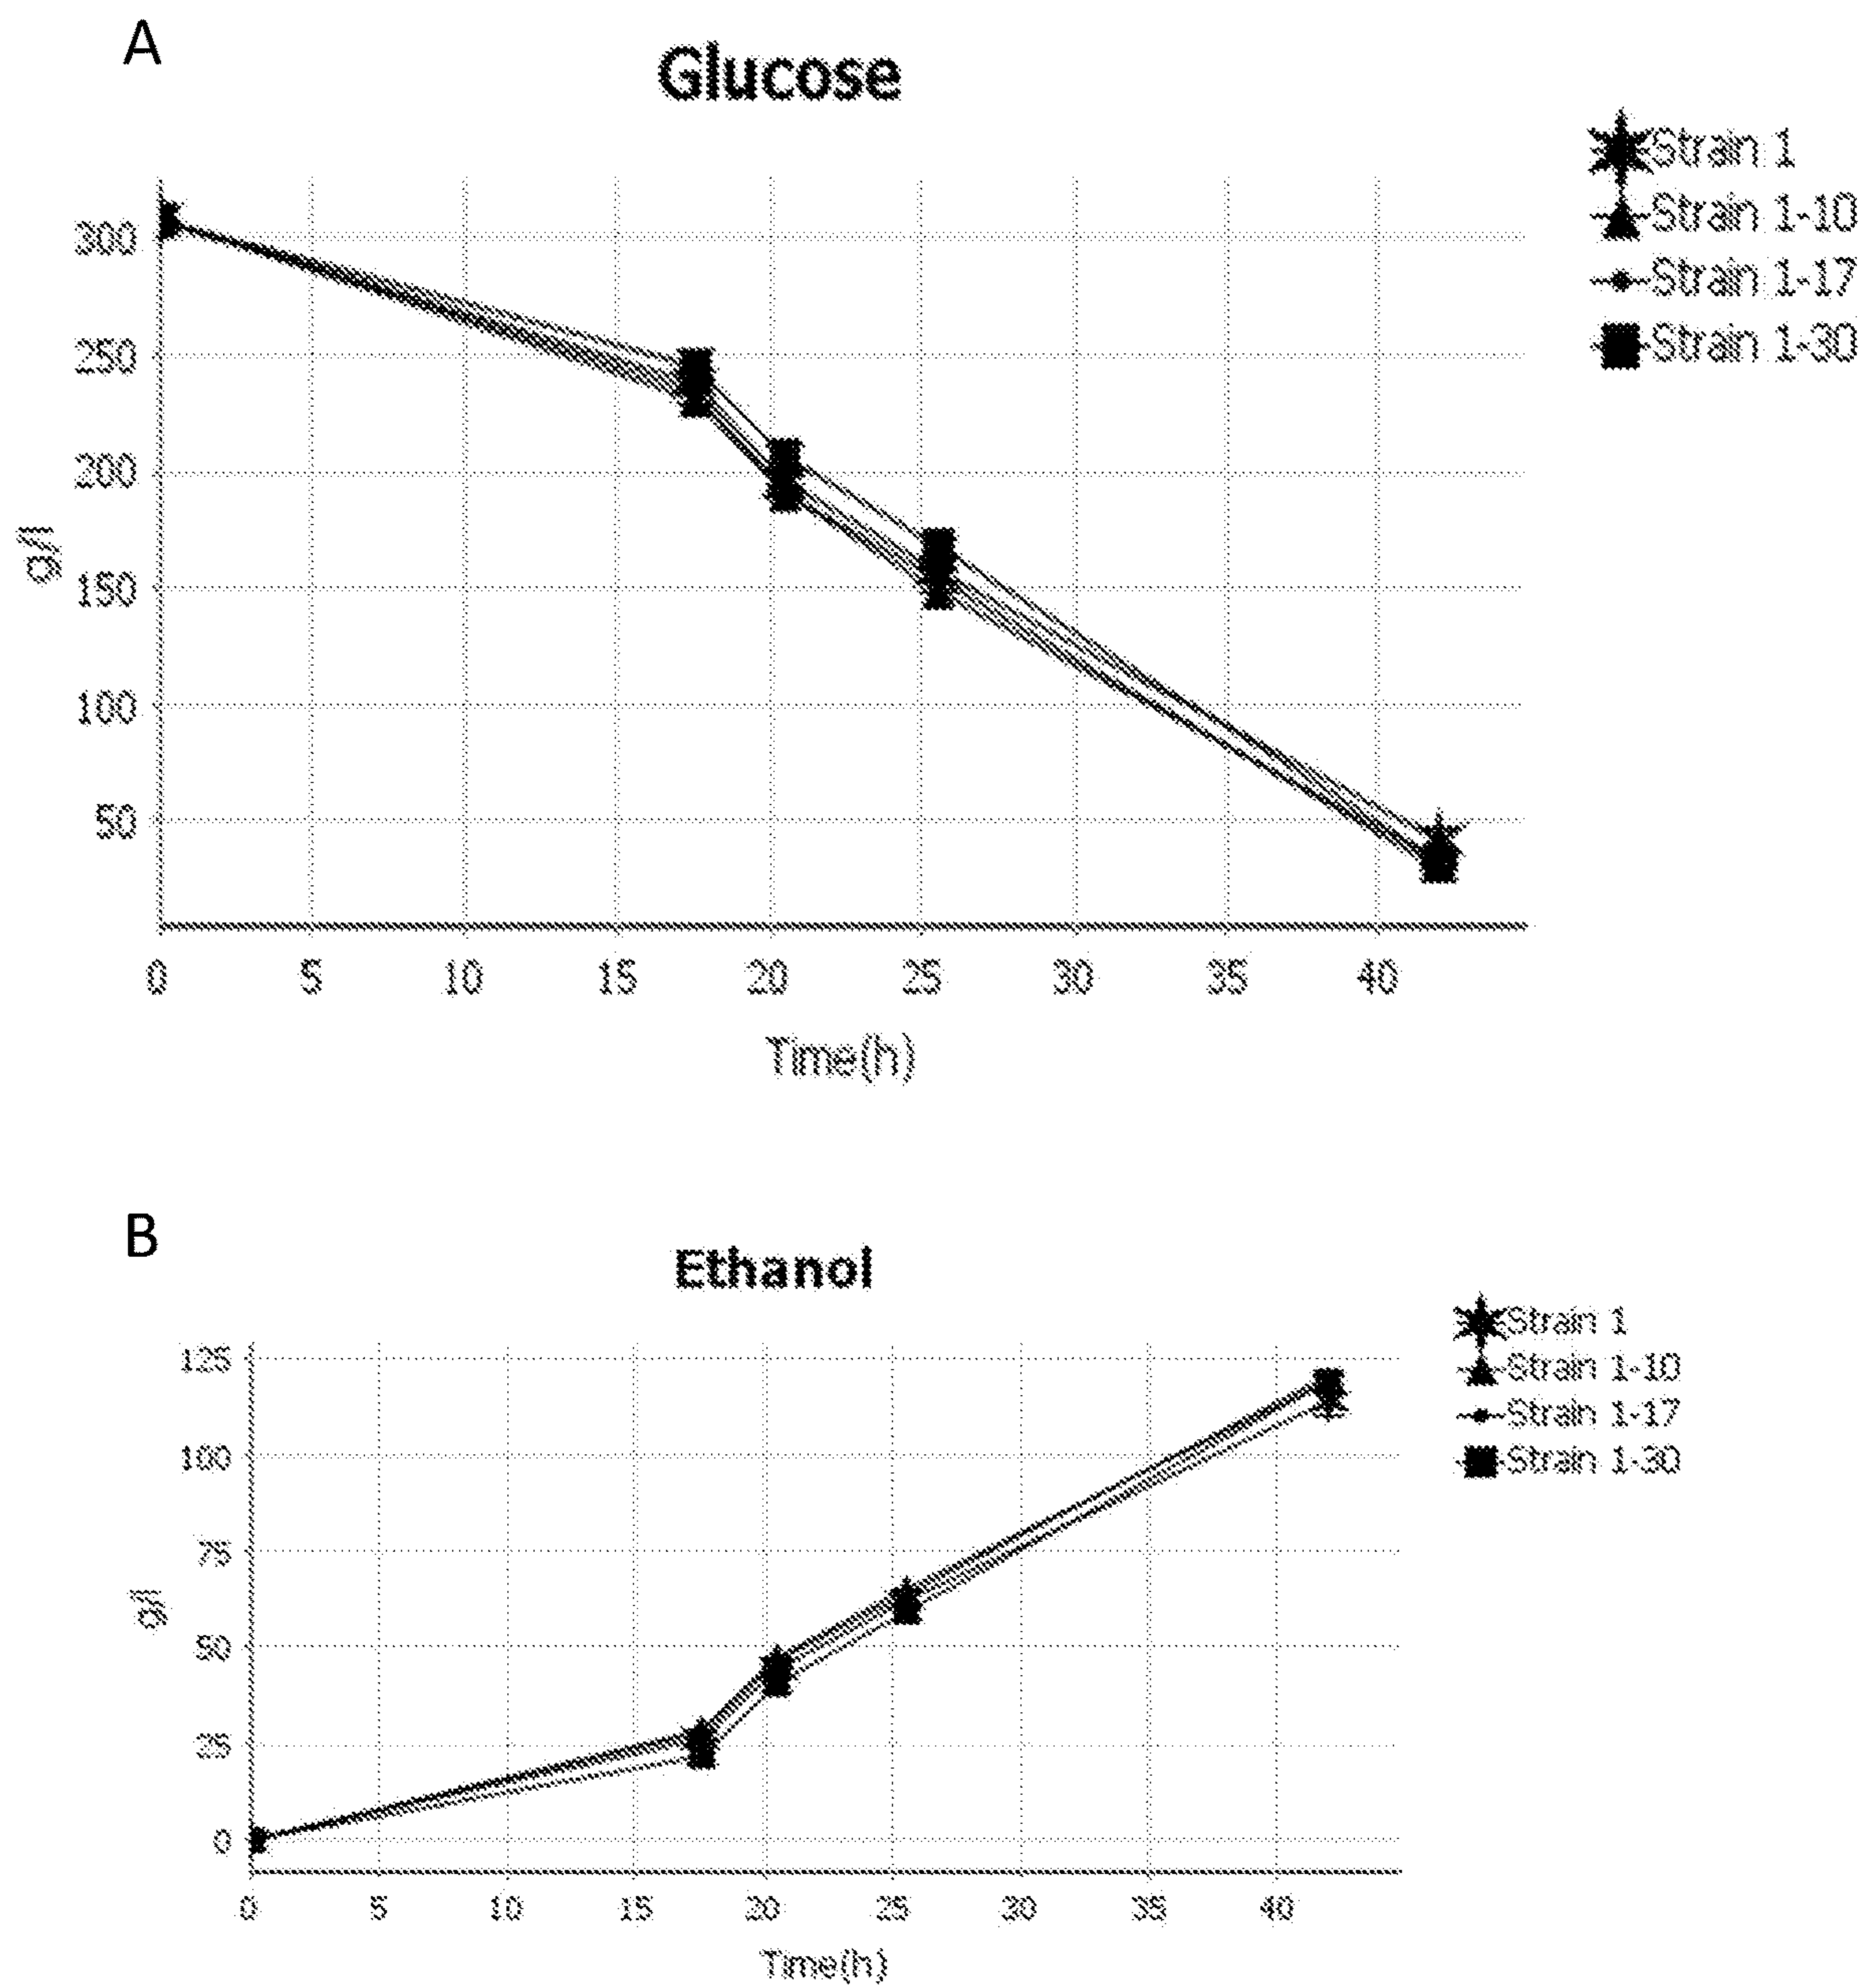 A
Glucose
Strain 1
Strain 1-10
Strain 1-17
Strain 1-30
300
250
200
150
100
50
g/l
0 5 10 15 20 25 30 35 40
Time(h)
B
Ethanol
Strain 1
Strain 1-10
Strain 1-17
Strain 1-30
125
100
75
50
25
0
g/l
0 5 10 15 20 25 30 35 40
Time(h)